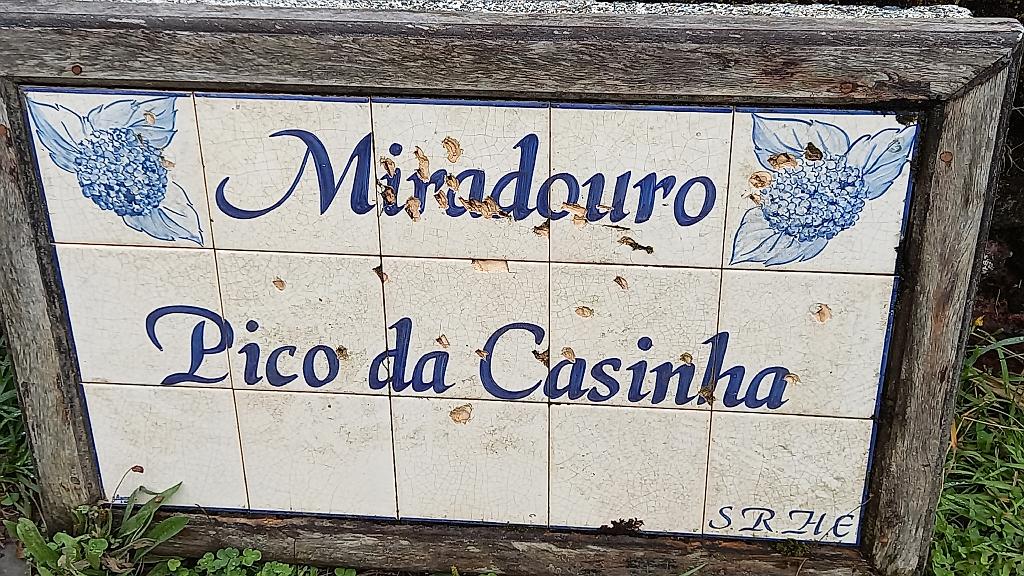 Miradouro
Pico da Casinha
SRHE